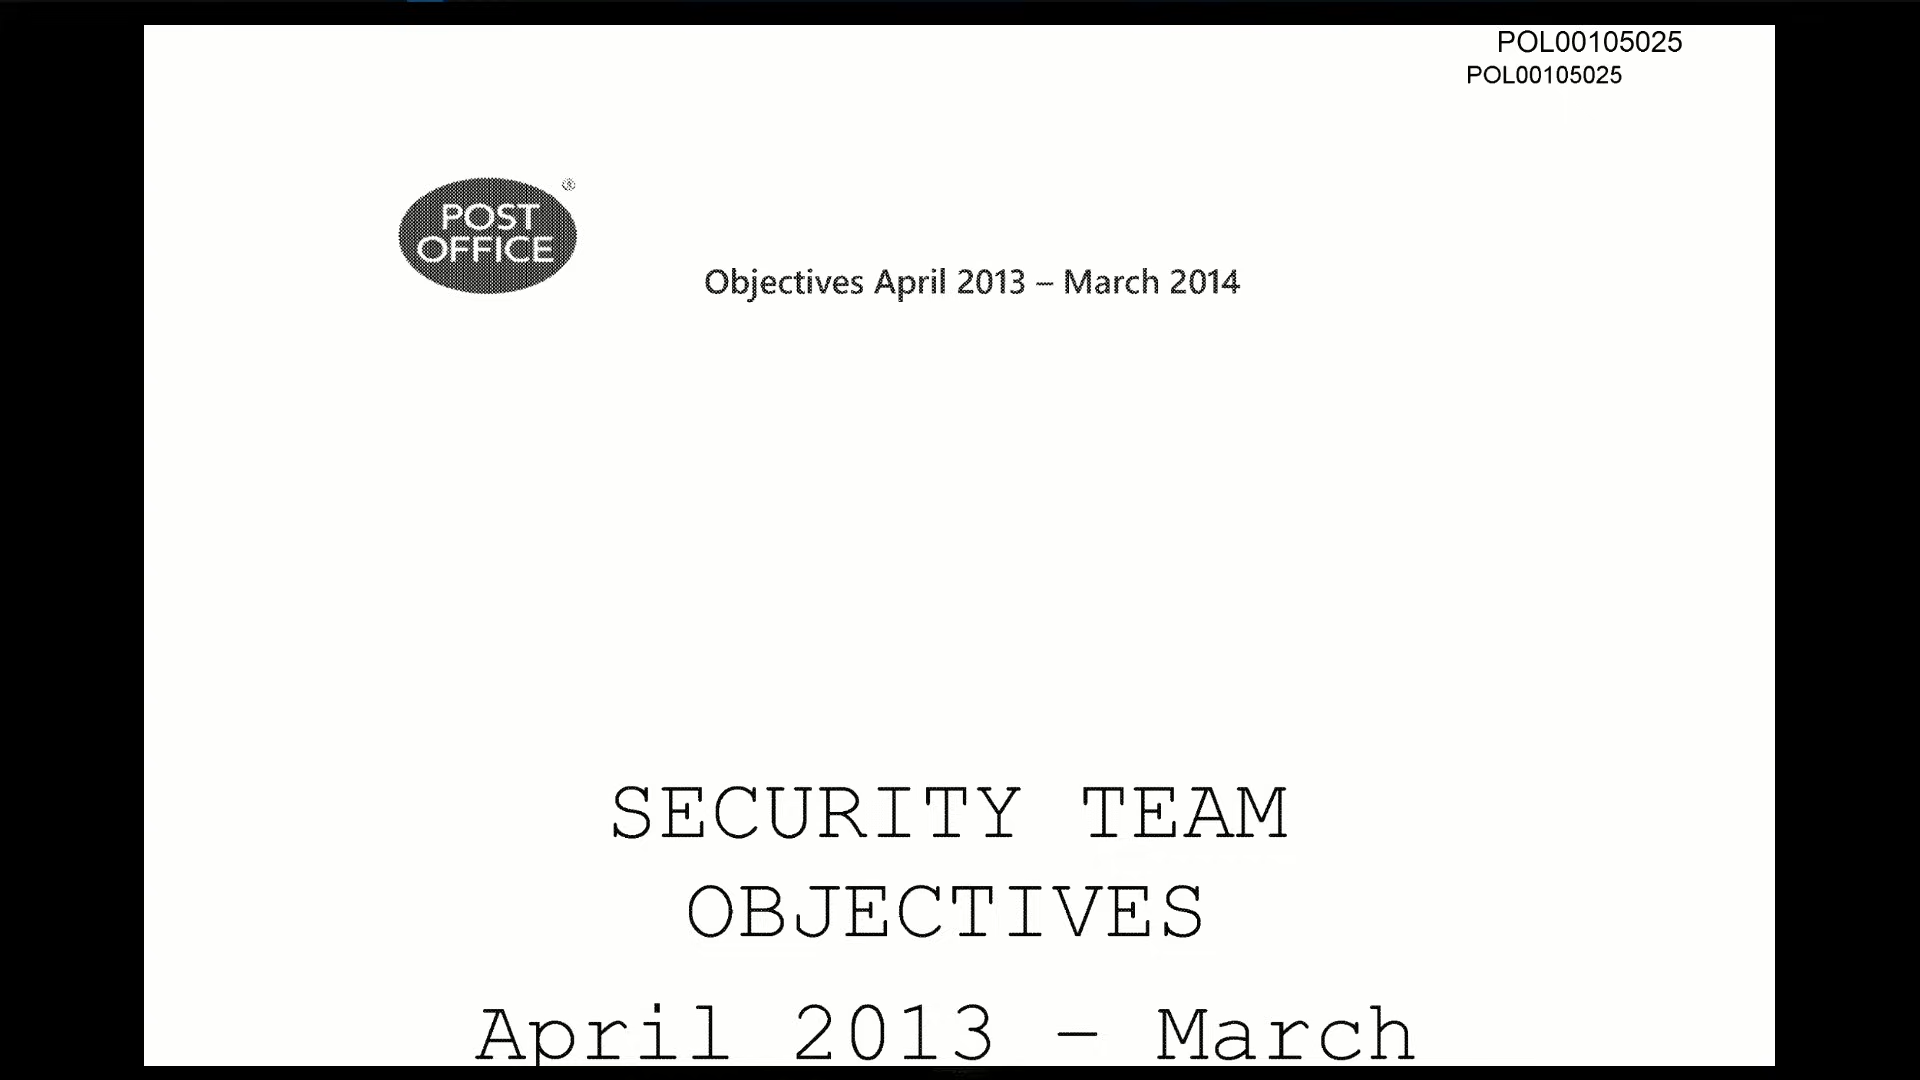 POL00105025
POL00105025
POST
OFFICE
®
Objectives April 2013 – March 2014
SECURITY TEAM
OBJECTIVES
April 2013 – March